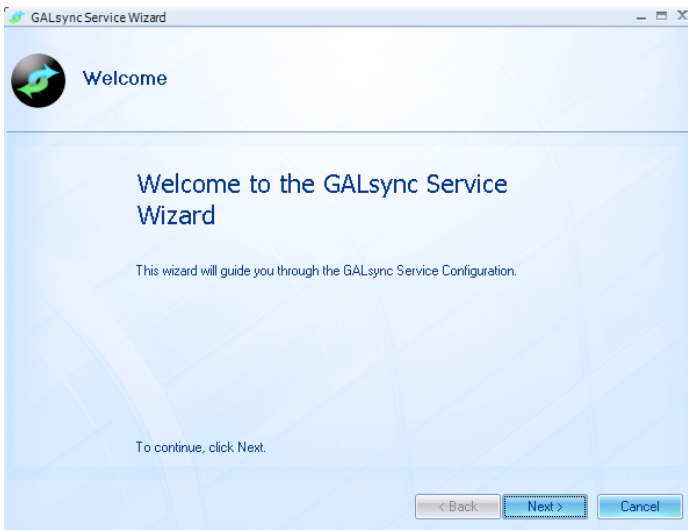 GALsync Service Wizard
Welcome
Welcome to the GALsync Service
Wizard
This wizard will guide you through the GALsync Service Configuration.
To continue, click Next.
< Back Next > Cancel